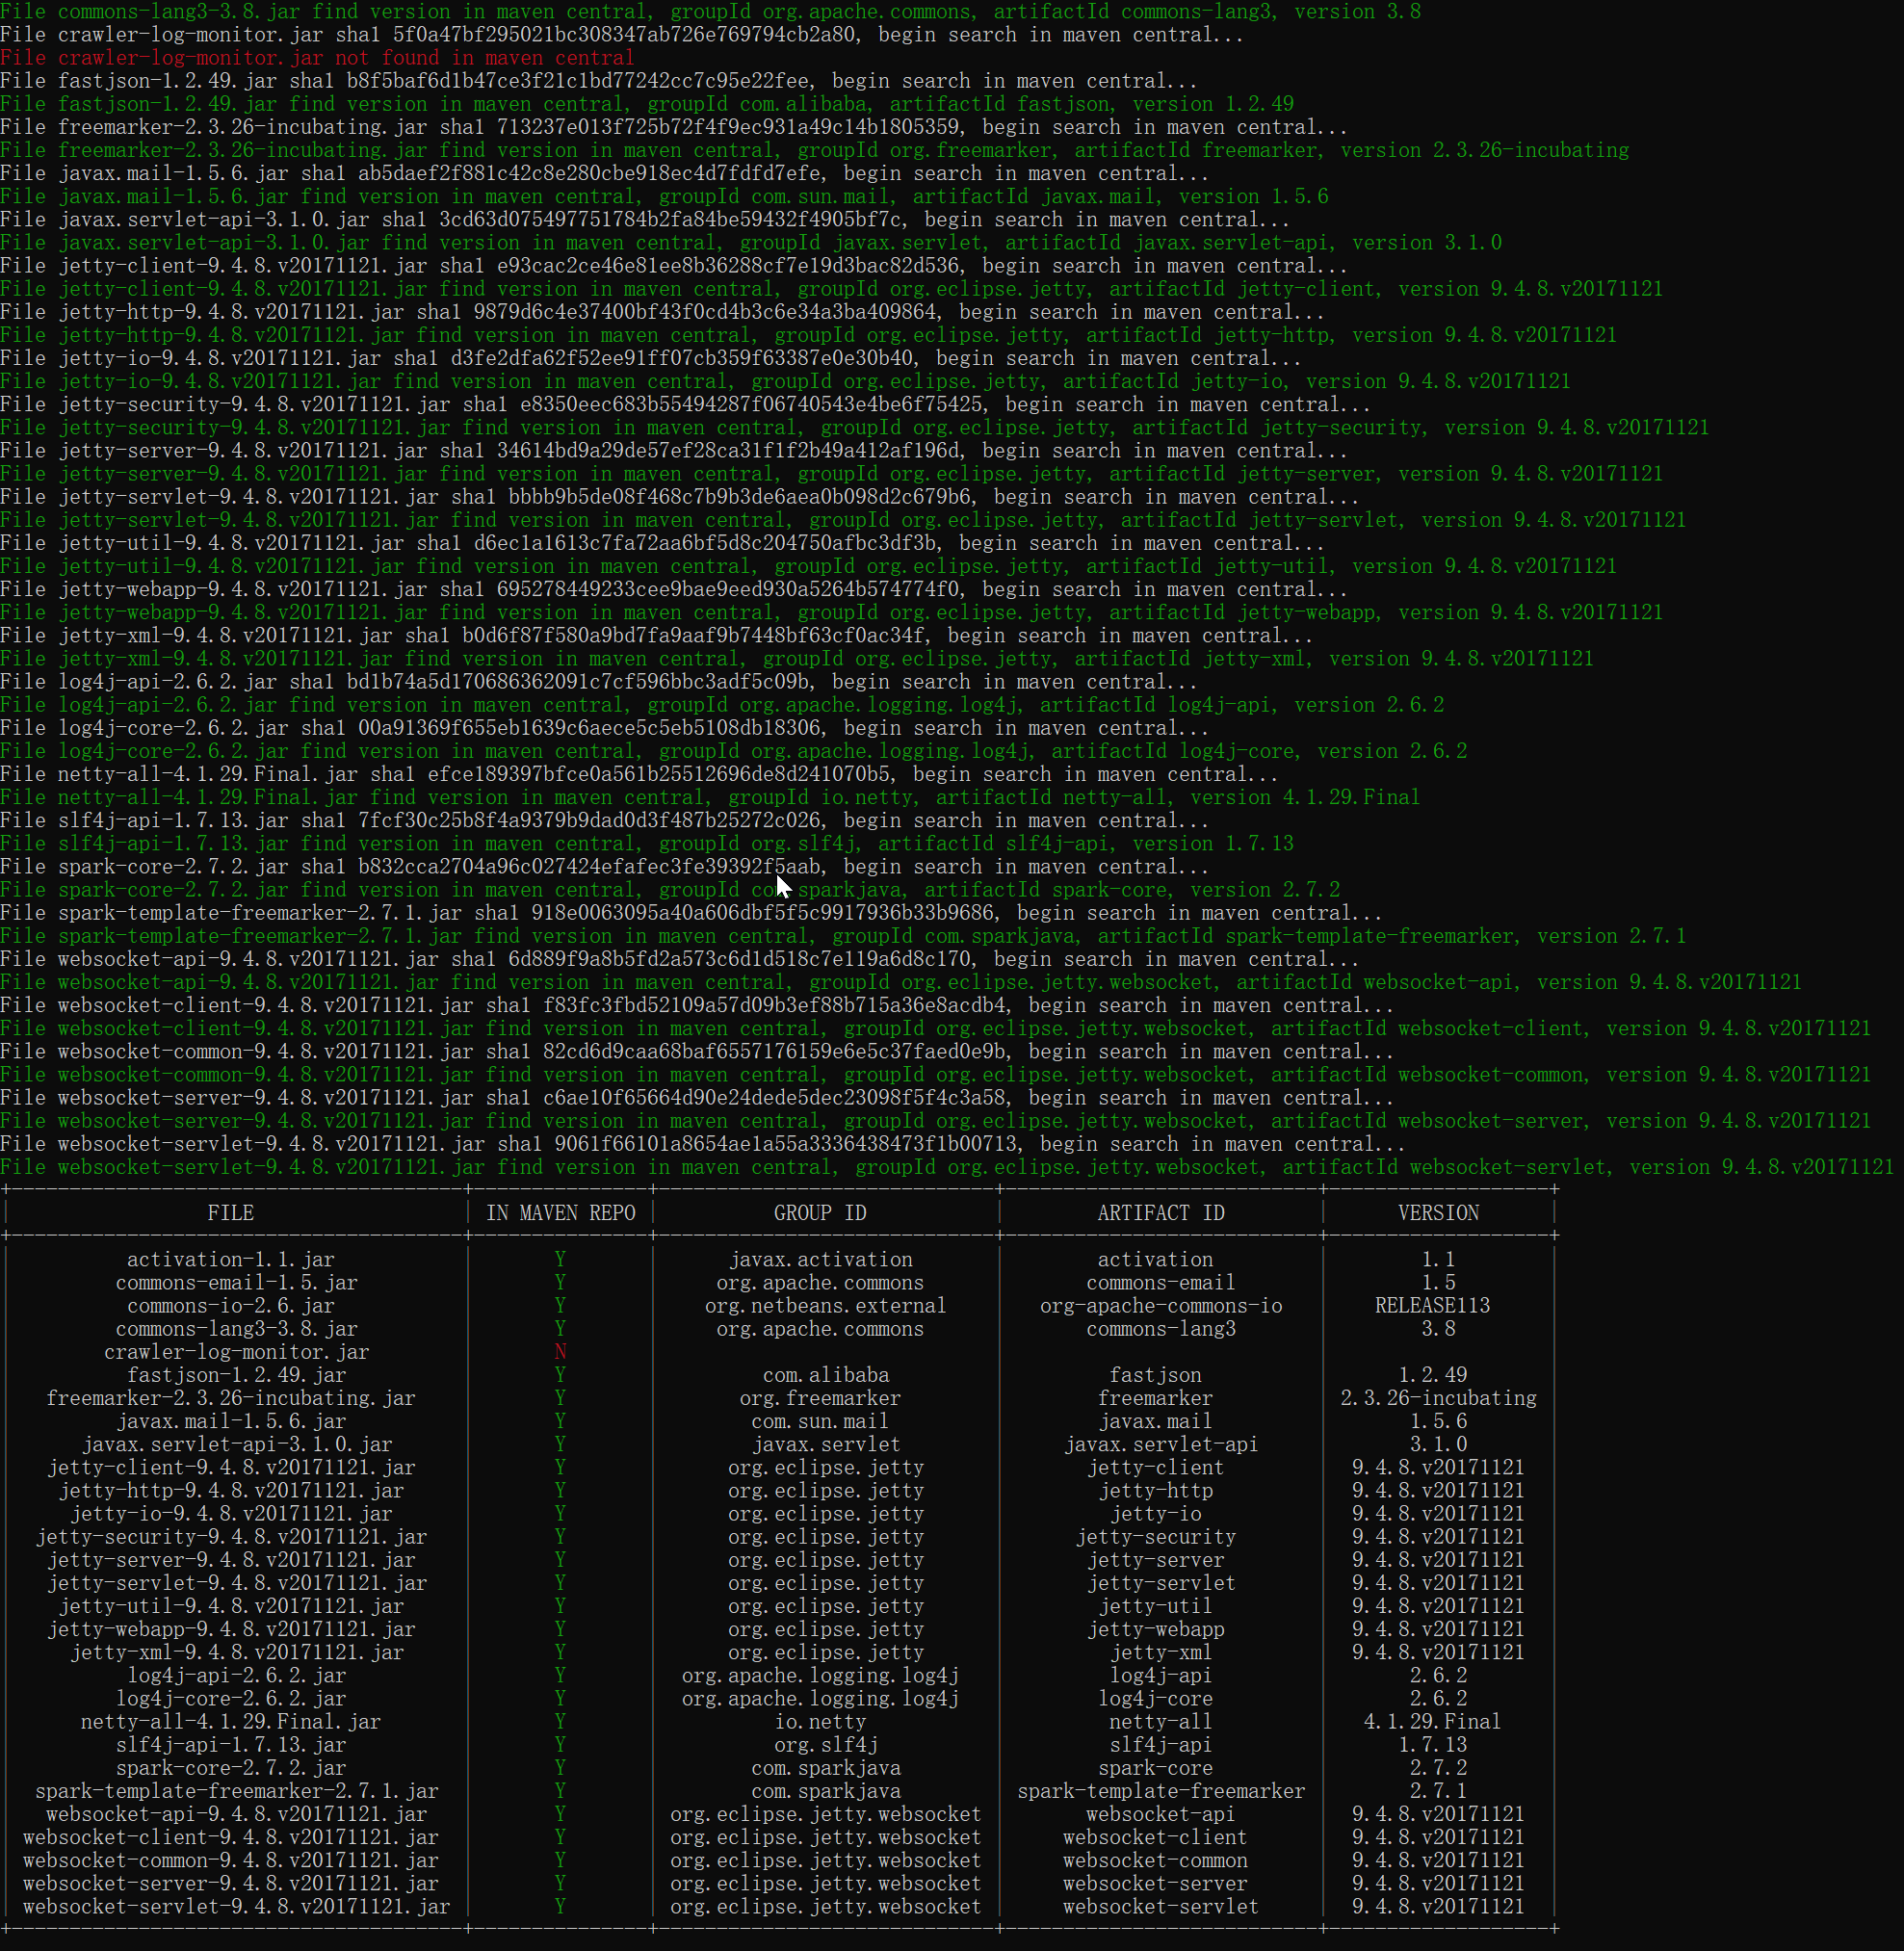 File commons-lang3-3.8.jar find version in maven central, groupId org.apache.commons, artifactId commons-lang3, version 3.8
File crawler-log-monitor.jar sha1 5f0a47bf295021bc308347ab726e769794cb2a80, begin search in maven central...
File crawler-log-monitor.jar not found in maven central
File fastjson-1.2.49.jar sha1 b8f5baf6d1b47ce3f21c1bd77242cc7c95e22fee, begin search in maven central...
File fastjson-1.2.49.jar find version in maven central, groupId com.alibaba, artifactId fastjson, version 1.2.49
File freemarker-2.3.26-incubating.jar sha1 713237e013f725b72f4f9ec931a49c14b1805359, begin search in maven central...
File freemarker-2.3.26-incubating.jar find version in maven central, groupId org.freemarker, artifactId freemarker, version 2.3.26-incubating
File javax.mail-1.5.6.jar sha1 ab5daef2f881c42c8e280cbe918ec4d7fdfd7efe, begin search in maven central...
File javax.mail-1.5.6.jar find version in maven central, groupId com.sun.mail, artifactId javax.mail, version 1.5.6
File javax.servlet-api-3.1.0.jar sha1 3cd63d075497751784b2fa84be59432f4905bf7c, begin search in maven central...
File javax.servlet-api-3.1.0.jar find version in maven central, groupId javax.servlet, artifactId javax.servlet-api, version 3.1.0
File jetty-client-9.4.8.v20171121.jar sha1 e93cac2ce46e81ee8b36288cf7e19d3bac82d536, begin search in maven central...
File jetty-client-9.4.8.v20171121.jar find version in maven central, groupId org.eclipse.jetty, artifactId jetty-client, version 9.4.8.v20171121
File jetty-http-9.4.8.v20171121.jar sha1 9879d6c4e37400bf43f0cd4b3c6e34a3ba409864, begin search in maven central...
File jetty-http-9.4.8.v20171121.jar find version in maven central, groupId org.eclipse.jetty, artifactId jetty-http, version 9.4.8.v20171121
File jetty-io-9.4.8.v20171121.jar sha1 d3fe2dfa62f52ee91ff07cb359f63387e0e30b40, begin search in maven central...
File jetty-io-9.4.8.v20171121.jar find version in maven central, groupId org.eclipse.jetty, artifactId jetty-io, version 9.4.8.v20171121
File jetty-security-9.4.8.v20171121.jar sha1 e8350eec683b55494287f06740543e4be6f75425, begin search in maven central...
File jetty-security-9.4.8.v20171121.jar find version in maven central, groupId org.eclipse.jetty, artifactId jetty-security, version 9.4.8.v20171121
File jetty-server-9.4.8.v20171121.jar sha1 34614bd9a29de57ef28ca31f1f2b49a412af196d, begin search in maven central...
File jetty-server-9.4.8.v20171121.jar find version in maven central, groupId org.eclipse.jetty, artifactId jetty-server, version 9.4.8.v20171121
File jetty-servlet-9.4.8.v20171121.jar sha1 bbbb9b5de08f468c7b9b3de6aea0b098d2c679b6, begin search in maven central...
File jetty-servlet-9.4.8.v20171121.jar find version in maven central, groupId org.eclipse.jetty, artifactId jetty-servlet, version 9.4.8.v20171121
File jetty-util-9.4.8.v20171121.jar sha1 d6ec1a1613c7fa72aa6bf5d8c204750afbc3df3b, begin search in maven central...
File jetty-util-9.4.8.v20171121.jar find version in maven central, groupId org.eclipse.jetty, artifactId jetty-util, version 9.4.8.v20171121
File jetty-webapp-9.4.8.v20171121.jar sha1 695278449233cee9bae9eed930a5264b574774f0, begin search in maven central...
File jetty-webapp-9.4.8.v20171121.jar find version in maven central, groupId org.eclipse.jetty, artifactId jetty-webapp, version 9.4.8.v20171121
File jetty-xml-9.4.8.v20171121.jar sha1 b0d6f87f580a9bd7fa9aaf9b7448bf63cf0ac34f, begin search in maven central...
File jetty-xml-9.4.8.v20171121.jar find version in maven central, groupId org.eclipse.jetty, artifactId jetty-xml, version 9.4.8.v20171121
File log4j-api-2.6.2.jar sha1 bd1b74a5d170686362091c7cf596bbc3adf5c09b, begin search in maven central...
File log4j-api-2.6.2.jar find version in maven central, groupId org.apache.logging.log4j, artifactId log4j-api, version 2.6.2
File log4j-core-2.6.2.jar sha1 00a91369f655eb1639c6aece5c5eb5108db18306, begin search in maven central...
File log4j-core-2.6.2.jar find version in maven central, groupId org.apache.logging.log4j, artifactId log4j-core, version 2.6.2
File netty-all-4.1.29.Final.jar sha1 efce189397bfce0a561b25512696de8d241070b5, begin search in maven central...
File netty-all-4.1.29.Final.jar find version in maven central, groupId io.netty, artifactId netty-all, version 4.1.29.Final
File slf4j-api-1.7.13.jar sha1 7fcf30c25b8f4a9379b9dad0d3f487b25272c026, begin search in maven central...
File slf4j-api-1.7.13.jar find version in maven central, groupId org.slf4j, artifactId slf4j-api, version 1.7.13
File spark-core-2.7.2.jar sha1 b832cca2704a96c027424efafec3fe39392f5aab, begin search in maven central...
File spark-core-2.7.2.jar find version in maven central, groupId com.sparkjava, artifactId spark-core, version 2.7.2
File spark-template-freemarker-2.7.1.jar sha1 918e0063095a40a606dbf5f5c9917936b33b9686, begin search in maven central...
File spark-template-freemarker-2.7.1.jar find version in maven central, groupId com.sparkjava, artifactId spark-template-freemarker, version 2.7.1
File websocket-api-9.4.8.v20171121.jar sha1 6d889f9a8b5fd2a573c6d1d518c7e119a6d8c170, begin search in maven central...
File websocket-api-9.4.8.v20171121.jar find version in maven central, groupId org.eclipse.jetty.websocket, artifactId websocket-api, version 9.4.8.v20171121
File websocket-client-9.4.8.v20171121.jar sha1 f83fc3fbd52109a57d09b3ef88b715a36e8acdb4, begin search in maven central...
File websocket-client-9.4.8.v20171121.jar find version in maven central, groupId org.eclipse.jetty.websocket, artifactId websocket-client, version 9.4.8.v20171121
File websocket-common-9.4.8.v20171121.jar sha1 82cd6d9caa68baf6557176159e6e5c37faed0e9b, begin search in maven central...
File websocket-common-9.4.8.v20171121.jar find version in maven central, groupId org.eclipse.jetty.websocket, artifactId websocket-common, version 9.4.8.v20171121
File websocket-server-9.4.8.v20171121.jar sha1 c6ae10f65664d90e24dede5dec23098f5f4c3a58, begin search in maven central...
File websocket-server-9.4.8.v20171121.jar find version in maven central, groupId org.eclipse.jetty.websocket, artifactId websocket-server, version 9.4.8.v20171121
File websocket-servlet-9.4.8.v20171121.jar sha1 9061f66101a8654ae1a55a3336438473f1b00713, begin search in maven central...
File websocket-servlet-9.4.8.v20171121.jar find version in maven central, groupId org.eclipse.jetty.websocket, artifactId websocket-servlet, version 9.4.8.v20171121
FILE | IN MAVEN REPO | GROUP ID | ARTIFACT ID | VERSION
activation-1.1.jar Y javax.activation activation 1.1
commons-email-1.5.jar Y org.apache.commons commons-email 1.5
commons-io-2.6.jar Y org.netbeans.external org-apache-commons-io RELEASE113
commons-lang3-3.8.jar Y org.apache.commons commons-lang3 3.8
crawler-log-monitor.jar N
fastjson-1.2.49.jar Y com.alibaba fastjson 1.2.49
freemarker-2.3.26-incubating.jar Y org.freemarker freemarker 2.3.26-incubating
javax.mail-1.5.6.jar Y com.sun.mail javax.mail 1.5.6
javax.servlet-api-3.1.0.jar Y javax.servlet javax.servlet-api 3.1.0
jetty-client-9.4.8.v20171121.jar Y org.eclipse.jetty jetty-client 9.4.8.v20171121
jetty-http-9.4.8.v20171121.jar Y org.eclipse.jetty jetty-http 9.4.8.v20171121
jetty-io-9.4.8.v20171121.jar Y org.eclipse.jetty jetty-io 9.4.8.v20171121
jetty-security-9.4.8.v20171121.jar Y org.eclipse.jetty jetty-security 9.4.8.v20171121
jetty-server-9.4.8.v20171121.jar Y org.eclipse.jetty jetty-server 9.4.8.v20171121
jetty-servlet-9.4.8.v20171121.jar Y org.eclipse.jetty jetty-servlet 9.4.8.v20171121
jetty-util-9.4.8.v20171121.jar Y org.eclipse.jetty jetty-util 9.4.8.v20171121
jetty-webapp-9.4.8.v20171121.jar Y org.eclipse.jetty jetty-webapp 9.4.8.v20171121
jetty-xml-9.4.8.v20171121.jar Y org.eclipse.jetty jetty-xml 9.4.8.v20171121
log4j-api-2.6.2.jar Y org.apache.logging.log4j log4j-api 2.6.2
log4j-core-2.6.2.jar Y org.apache.logging.log4j log4j-core 2.6.2
netty-all-4.1.29.Final.jar Y io.netty netty-all 4.1.29.Final
slf4j-api-1.7.13.jar Y org.slf4j slf4j-api 1.7.13
spark-core-2.7.2.jar Y com.sparkjava spark-core 2.7.2
spark-template-freemarker-2.7.1.jar Y com.sparkjava spark-template-freemarker 2.7.1
websocket-api-9.4.8.v20171121.jar Y org.eclipse.jetty.websocket websocket-api 9.4.8.v20171121
websocket-client-9.4.8.v20171121.jar Y org.eclipse.jetty.websocket websocket-client 9.4.8.v20171121
websocket-common-9.4.8.v20171121.jar Y org.eclipse.jetty.websocket websocket-common 9.4.8.v20171121
websocket-server-9.4.8.v20171121.jar Y org.eclipse.jetty.websocket websocket-server 9.4.8.v20171121
websocket-servlet-9.4.8.v20171121.jar Y org.eclipse.jetty.websocket websocket-servlet 9.4.8.v20171121